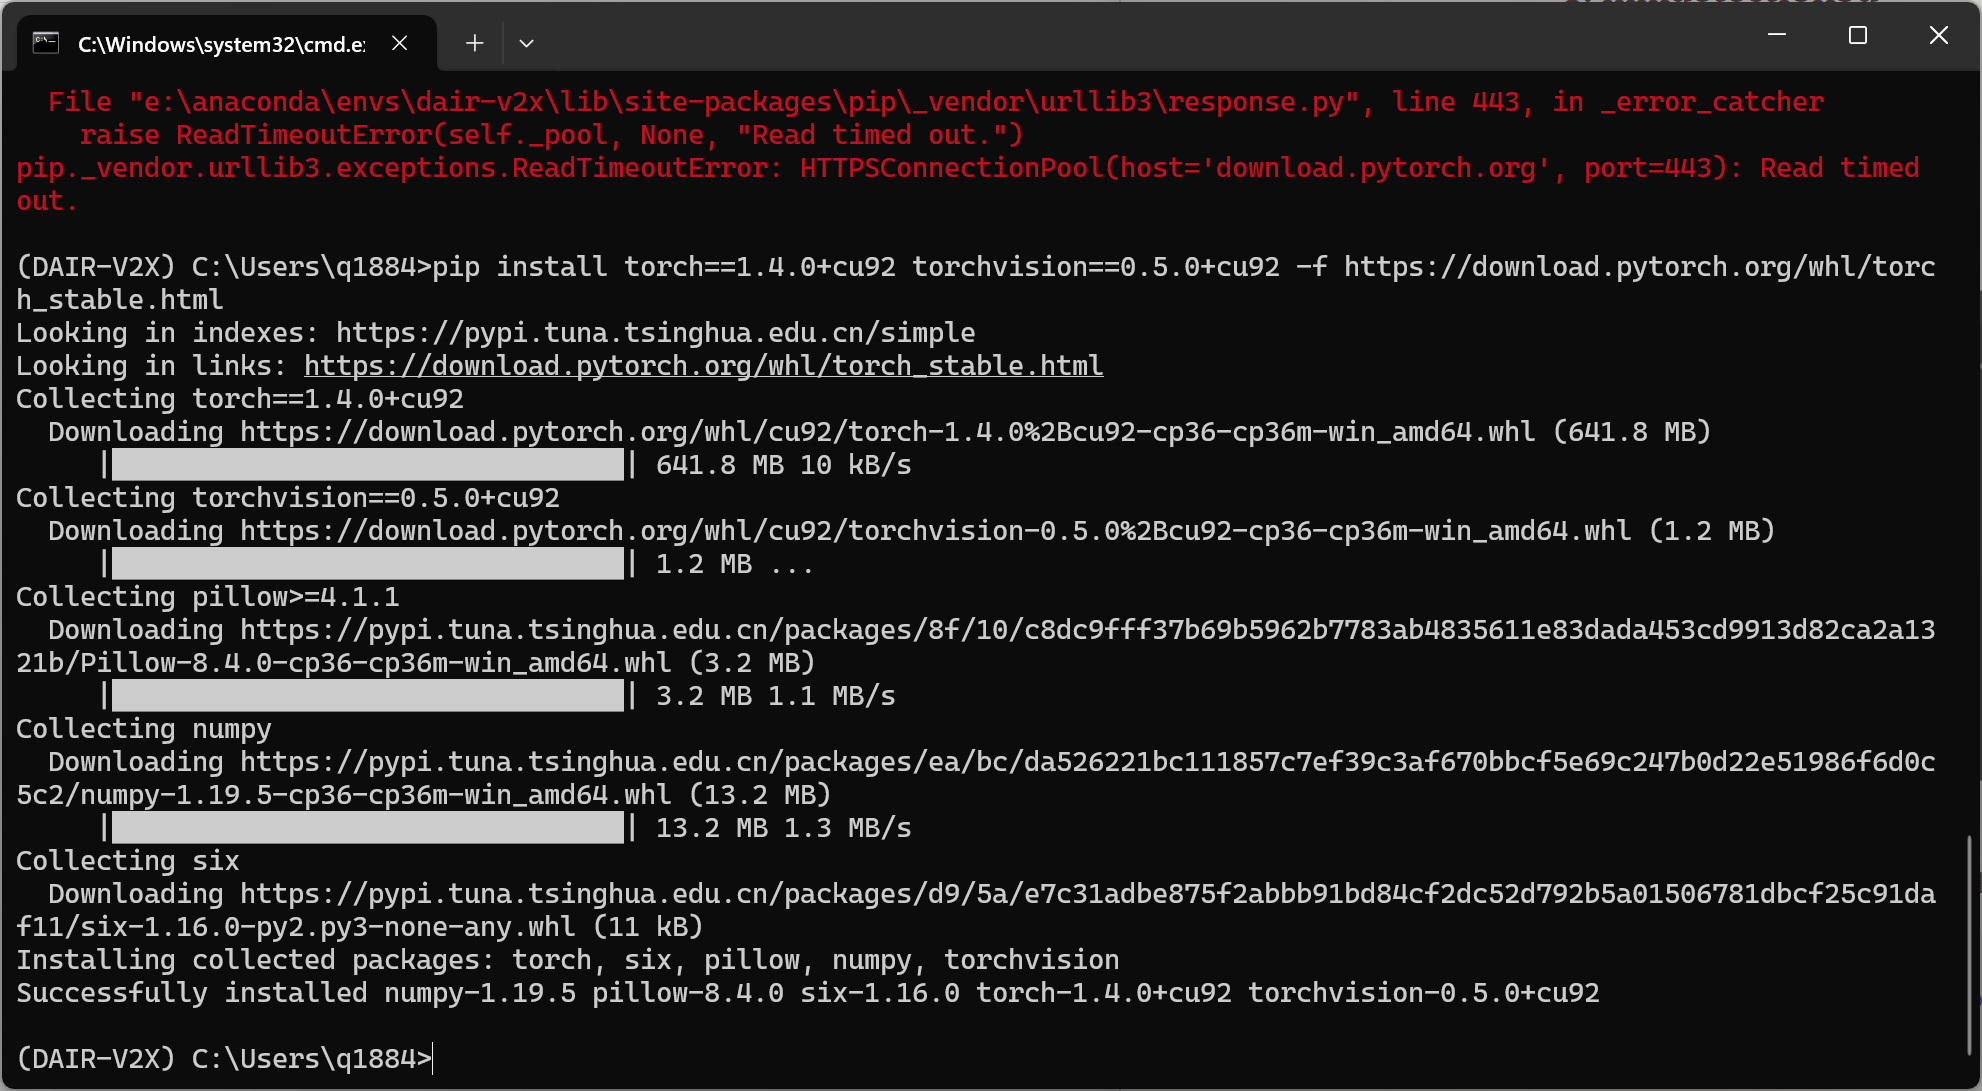 C:\Windows\system32\cmd.e
File "e:\anaconda\envs\dair-v2x\lib\site-packages\pip\_vendor\urllib3\response.py", line 443, in _error_catcher
raise ReadTimeoutError(self._pool, None, "Read timed out.")
pip._vendor.urllib3.exceptions.ReadTimeoutError: HTTPSConnectionPool(host='download.pytorch.org', port=443): Read timed
out.
(DAIR-V2X) C:\Users\q1884>pip install torch==1.4.0+cu92 torchvision==0.5.0+cu92 -f https://download.pytorch.org/whl/torc
h_stable.html
Looking in indexes: https://pypi.tuna.tsinghua.edu.cn/simple
Looking in links: https://download.pytorch.org/whl/torch_stable.html
Collecting torch==1.4.0+cu92
Downloading https://download.pytorch.org/whl/cu92/torch-1.4.0%2Bcu92-cp36-cp36m-win_amd64.whl (641.8 MB)
|                                | 641.8 MB 10 kB/s
Collecting torchvision==0.5.0+cu92
Downloading https://download.pytorch.org/whl/cu92/torchvision-0.5.0%2Bcu92-cp36-cp36m-win_amd64.whl (1.2 MB)
|                                | 1.2 MB ...
Collecting pillow>=4.1.1
Downloading https://pypi.tuna.tsinghua.edu.cn/packages/8f/10/c8dc9fff37b69b5962b7783ab4835611e83dada453cd9913d82ca2a13
21b/Pillow-8.4.0-cp36-cp36m-win_amd64.whl (3.2 MB)
|                                | 3.2 MB 1.1 MB/s
Collecting numpy
Downloading https://pypi.tuna.tsinghua.edu.cn/packages/ea/bc/da526221bc111857c7ef39c3af670bbcf5e69c247b0d22e51986f6d0c
5c2/numpy-1.19.5-cp36-cp36m-win_amd64.whl (13.2 MB)
|                                | 13.2 MB 1.3 MB/s
Collecting six
Downloading https://pypi.tuna.tsinghua.edu.cn/packages/d9/5a/e7c31adbe875f2abbb91bd84cf2dc52d792b5a01506781dbcf25c91da
f11/six-1.16.0-py2.py3-none-any.whl (11 kB)
Installing collected packages: torch, six, pillow, numpy, torchvision
Successfully installed numpy-1.19.5 pillow-8.4.0 six-1.16.0 torch-1.4.0+cu92 torchvision-0.5.0+cu92
(DAIR-V2X) C:\Users\q1884>